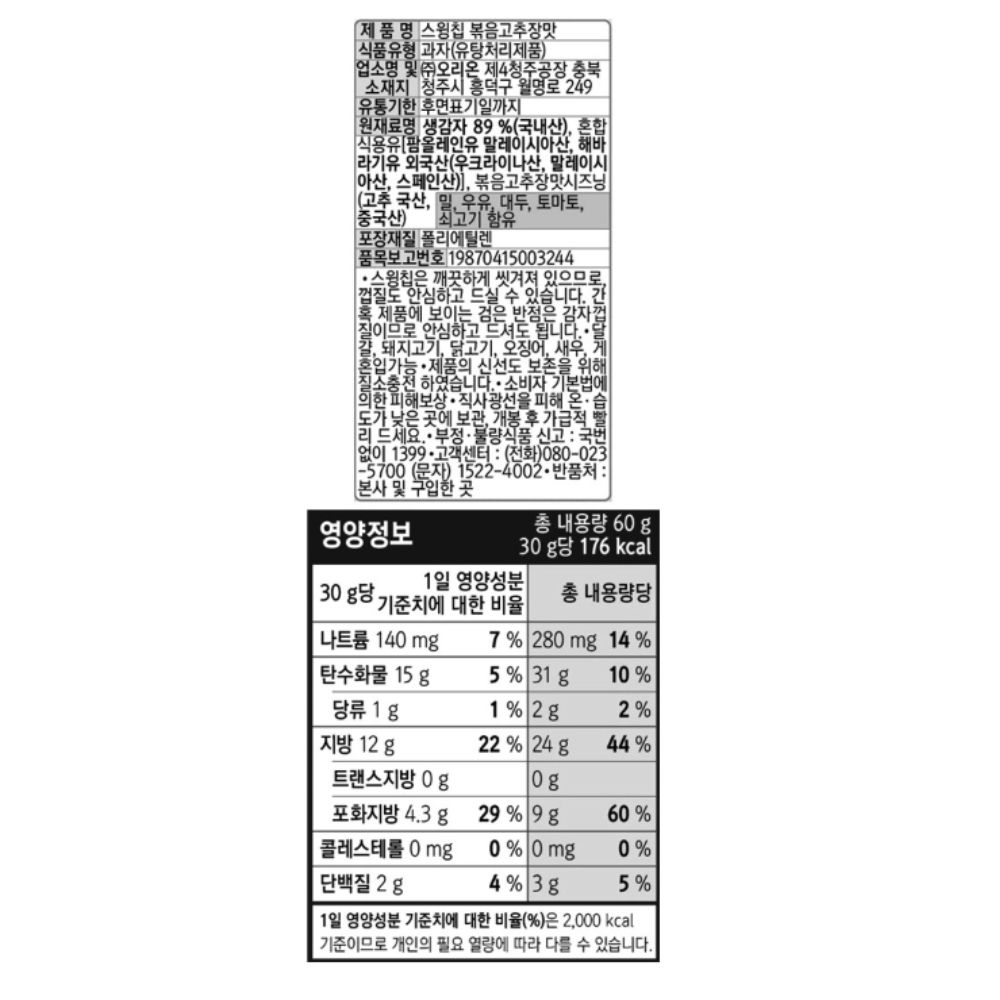 제 품 명 스윙칩 볶음고추장맛
식품유형 과자(유탕처리제품)
업소명 및 ㈜오리온 제4청주공장 충북
소재지 청주시 흥덕구 월명로 249
유통기한 후면표기일까지
원재료명 생감자 89 %(국내산), 혼합
식용유[팜올레인유 말레이시아산, 해바
라기유 외국산(우크라이나산, 말레이시
아산, 스페인산)], 볶음고추장맛시즈닝
(고추 국산, 밀, 우유, 대두, 토마토,
중국산) 쇠고기 함유
포장재질 폴리에틸렌
품목보고번호 19870415003244
•스윙칩은 깨끗하게 씻겨져 있으므로,
껍질도 안심하고 드실 수 있습니다. 간
혹 제품에 보이는 검은 반점은 감자껍
질이므로 안심하고 드셔도 됩니다.•달
걀, 돼지고기, 닭고기, 오징어, 새우, 게
혼입가능•제품의 신선도 보존을 위해
질소충전 하였습니다.•소비자 기본법에
의한 피해보상•직사광선을 피해 온·습
도가 낮은 곳에 보관, 개봉 후 가급적 빨
리 드세요.•부정·불량식품 신고 : 국번
없이 1399•고객센터 : (전화)080-023
-5700 (문자) 1522-4002•반품처 :
본사 및 구입한 곳
영양정보 총 내용량 60 g
30 g당 176 kcal
30 g당 1일 영양성분 기준치에 대한 비율 총 내용량당
나트륨 140 mg 7 % 280 mg 14 %
탄수화물 15 g 5 % 31 g 10 %
당류 1 g 1 % 2 g 2 %
지방 12 g 22 % 24 g 44 %
트랜스지방 0 g 0 g
포화지방 4.3 g 29 % 9 g 60 %
콜레스테롤 0 mg 0 % 0 mg 0 %
단백질 2 g 4 % 3 g 5 %
1일 영양성분 기준치에 대한 비율(%)은 2,000 kcal
기준이므로 개인의 필요 열량에 따라 다를 수 있습니다.